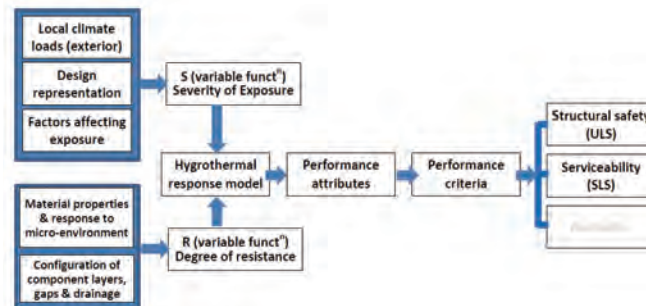 Local climate
loads (exterior)
Design
representation
Factors affecting
exposure
S (variable functⁿ)
Severity of Exposure
Hygrothermal
response model
Performance
attributes
Performance
criteria
Structural safety
(ULS)
Serviceability
(SLS)
Material properties
& response to
micro-environment
Configuration of
component layers,
gaps & drainage
R (variable functⁿ)
Degree of resistance